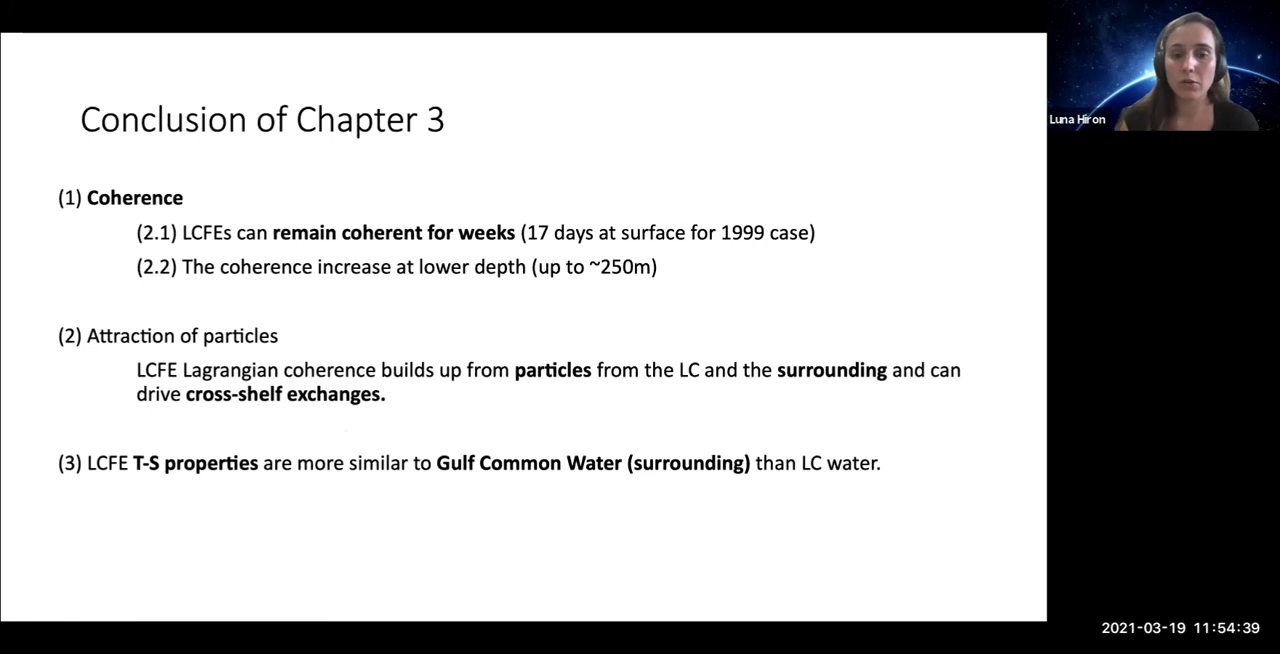 Conclusion of Chapter 3
(1) Coherence
(2.1) LCFEs can remain coherent for weeks (17 days at surface for 1999 case)
(2.2) The coherence increase at lower depth (up to ~250m)
(2) Attraction of particles
LCFE Lagrangian coherence builds up from particles from the LC and the surrounding and can
drive cross-shelf exchanges.
(3) LCFE T-S properties are more similar to Gulf Common Water (surrounding) than LC water.
Luna Hiron
2021-03-19 11:54:39